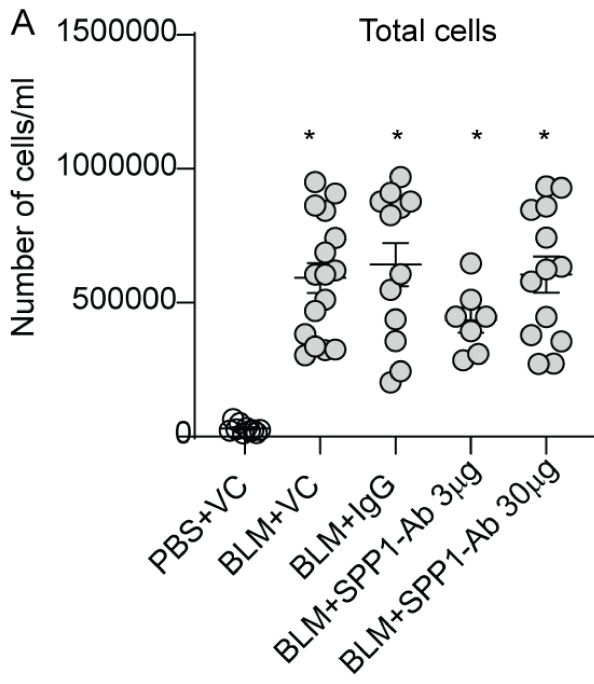 A
Total cells
Number of cells/ml
1500000
1000000
500000
0
* * * *
PBS+VC
BLM+VC
BLM+IgG
BLM+SPP1-Ab 3μg
BLM+SPP1-Ab 30μg